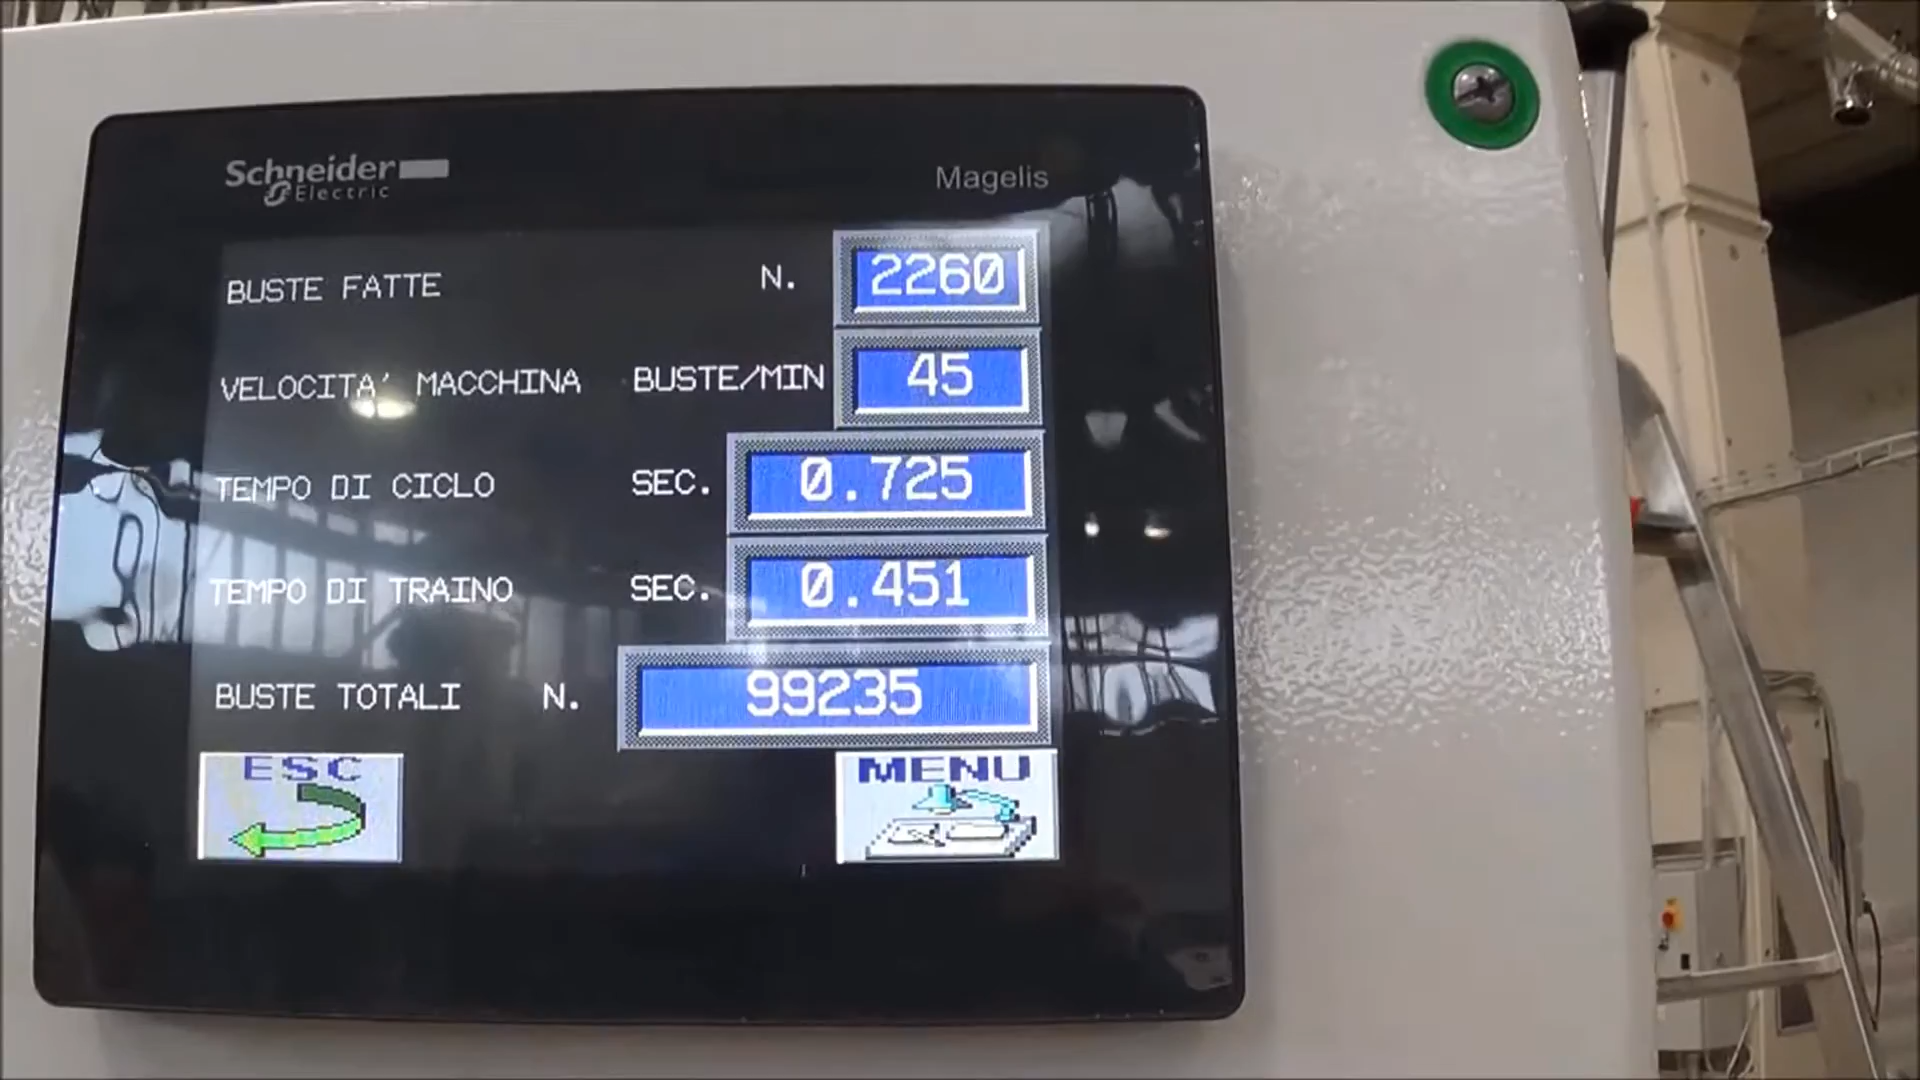 Schneider
Electric
Magelis
BUSTE FATTE N. 2260
VELOCITA' MACCHINA BUSTE/MIN 45
TEMPO DI CICLO SEC. 0.725
TEMPO DI TRAINO SEC. 0.451
BUSTE TOTALI N. 99235
ESC
MENU